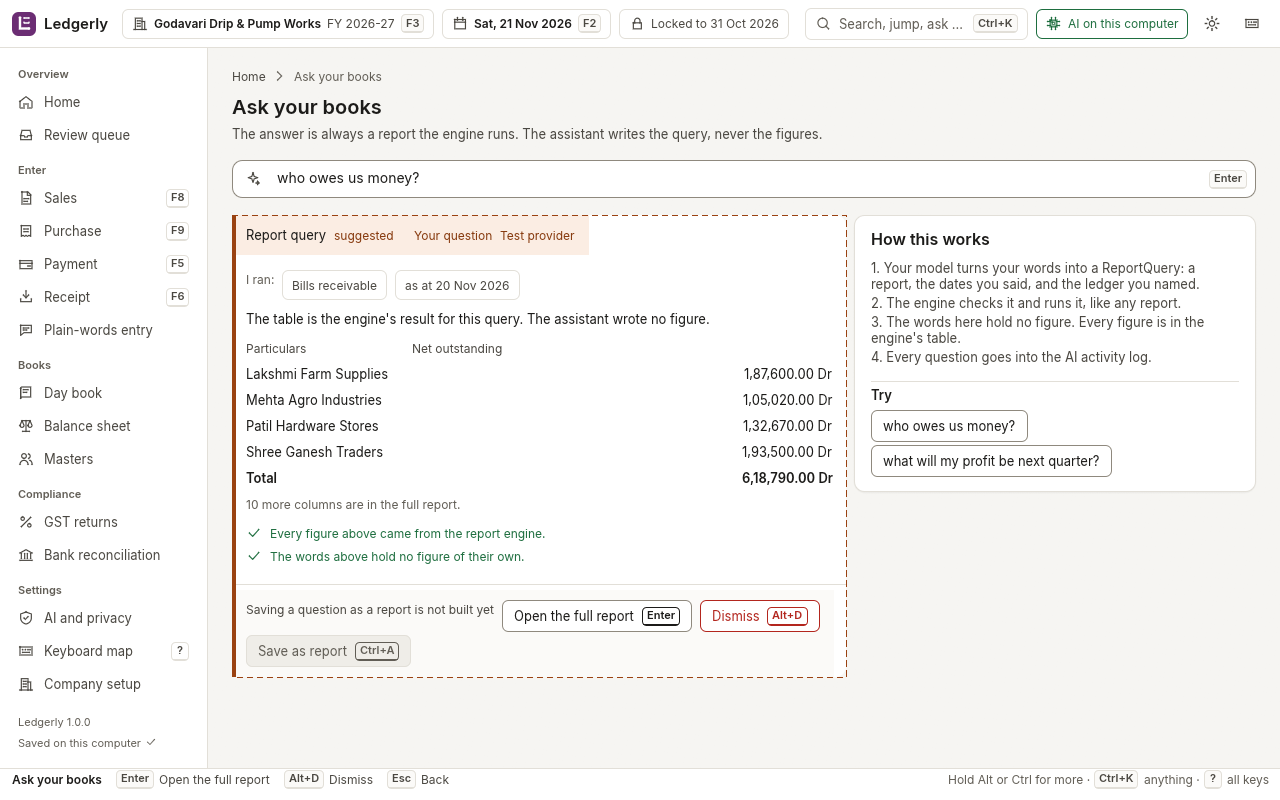 Ledgerly
Godavari Drip & Pump Works FY 2026-27 F3
Sat, 21 Nov 2026 F2
Locked to 31 Oct 2026
Search, jump, ask ... Ctrl+K
AI on this computer
Overview
Home
Review queue
Enter
Sales F8
Purchase F9
Payment F5
Receipt F6
Plain-words entry
Books
Day book
Balance sheet
Masters
Compliance
GST returns
Bank reconciliation
Settings
AI and privacy
Keyboard map ?
Company setup
Ledgerly 1.0.0
Saved on this computer
Home > Ask your books
Ask your books
The answer is always a report the engine runs. The assistant writes the query, never the figures.
who owes us money? Enter
Report query suggested Your question Test provider
I ran: Bills receivable as at 20 Nov 2026
The table is the engine's result for this query. The assistant wrote no figure.
Particulars Net outstanding
Lakshmi Farm Supplies 1,87,600.00 Dr
Mehta Agro Industries 1,05,020.00 Dr
Patil Hardware Stores 1,32,670.00 Dr
Shree Ganesh Traders 1,93,500.00 Dr
Total 6,18,790.00 Dr
10 more columns are in the full report.
Every figure above came from the report engine.
The words above hold no figure of their own.
Saving a question as a report is not built yet
Open the full report Enter
Dismiss Alt+D
Save as report Ctrl+A
How this works
1. Your model turns your words into a ReportQuery: a
report, the dates you said, and the ledger you named.
2. The engine checks it and runs it, like any report.
3. The words here hold no figure. Every figure is in the
engine's table.
4. Every question goes into the AI activity log.
Try
who owes us money?
what will my profit be next quarter?
Ask your books Enter Open the full report Alt+D Dismiss Esc Back
Hold Alt or Ctrl for more · Ctrl+K anything · ? all keys